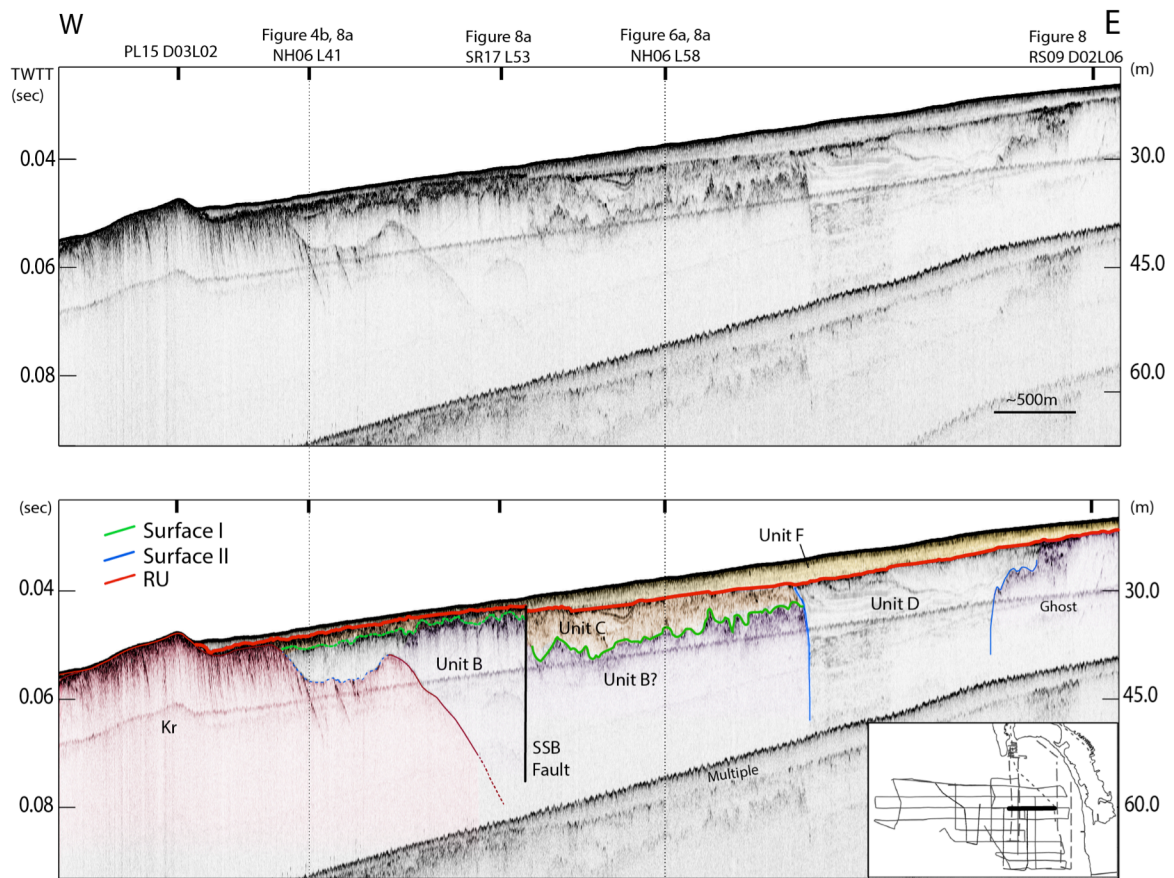 W
E
PL15 D03L02
Figure 4b, 8a
NH06 L41
Figure 8a
SR17 L53
Figure 6a, 8a
NH06 L58
Figure 8
RS09 D02L06
TWTT
(sec)
(m)
0.04
30.0
0.06
45.0
0.08
60.0
~500m
(sec)
(m)
Surface I
Surface II
RU
Unit F
0.04
30.0
Unit D
Ghost
Unit C
Unit B
Unit B?
0.06
45.0
Kr
SSB
Fault
Multiple
0.08
60.0